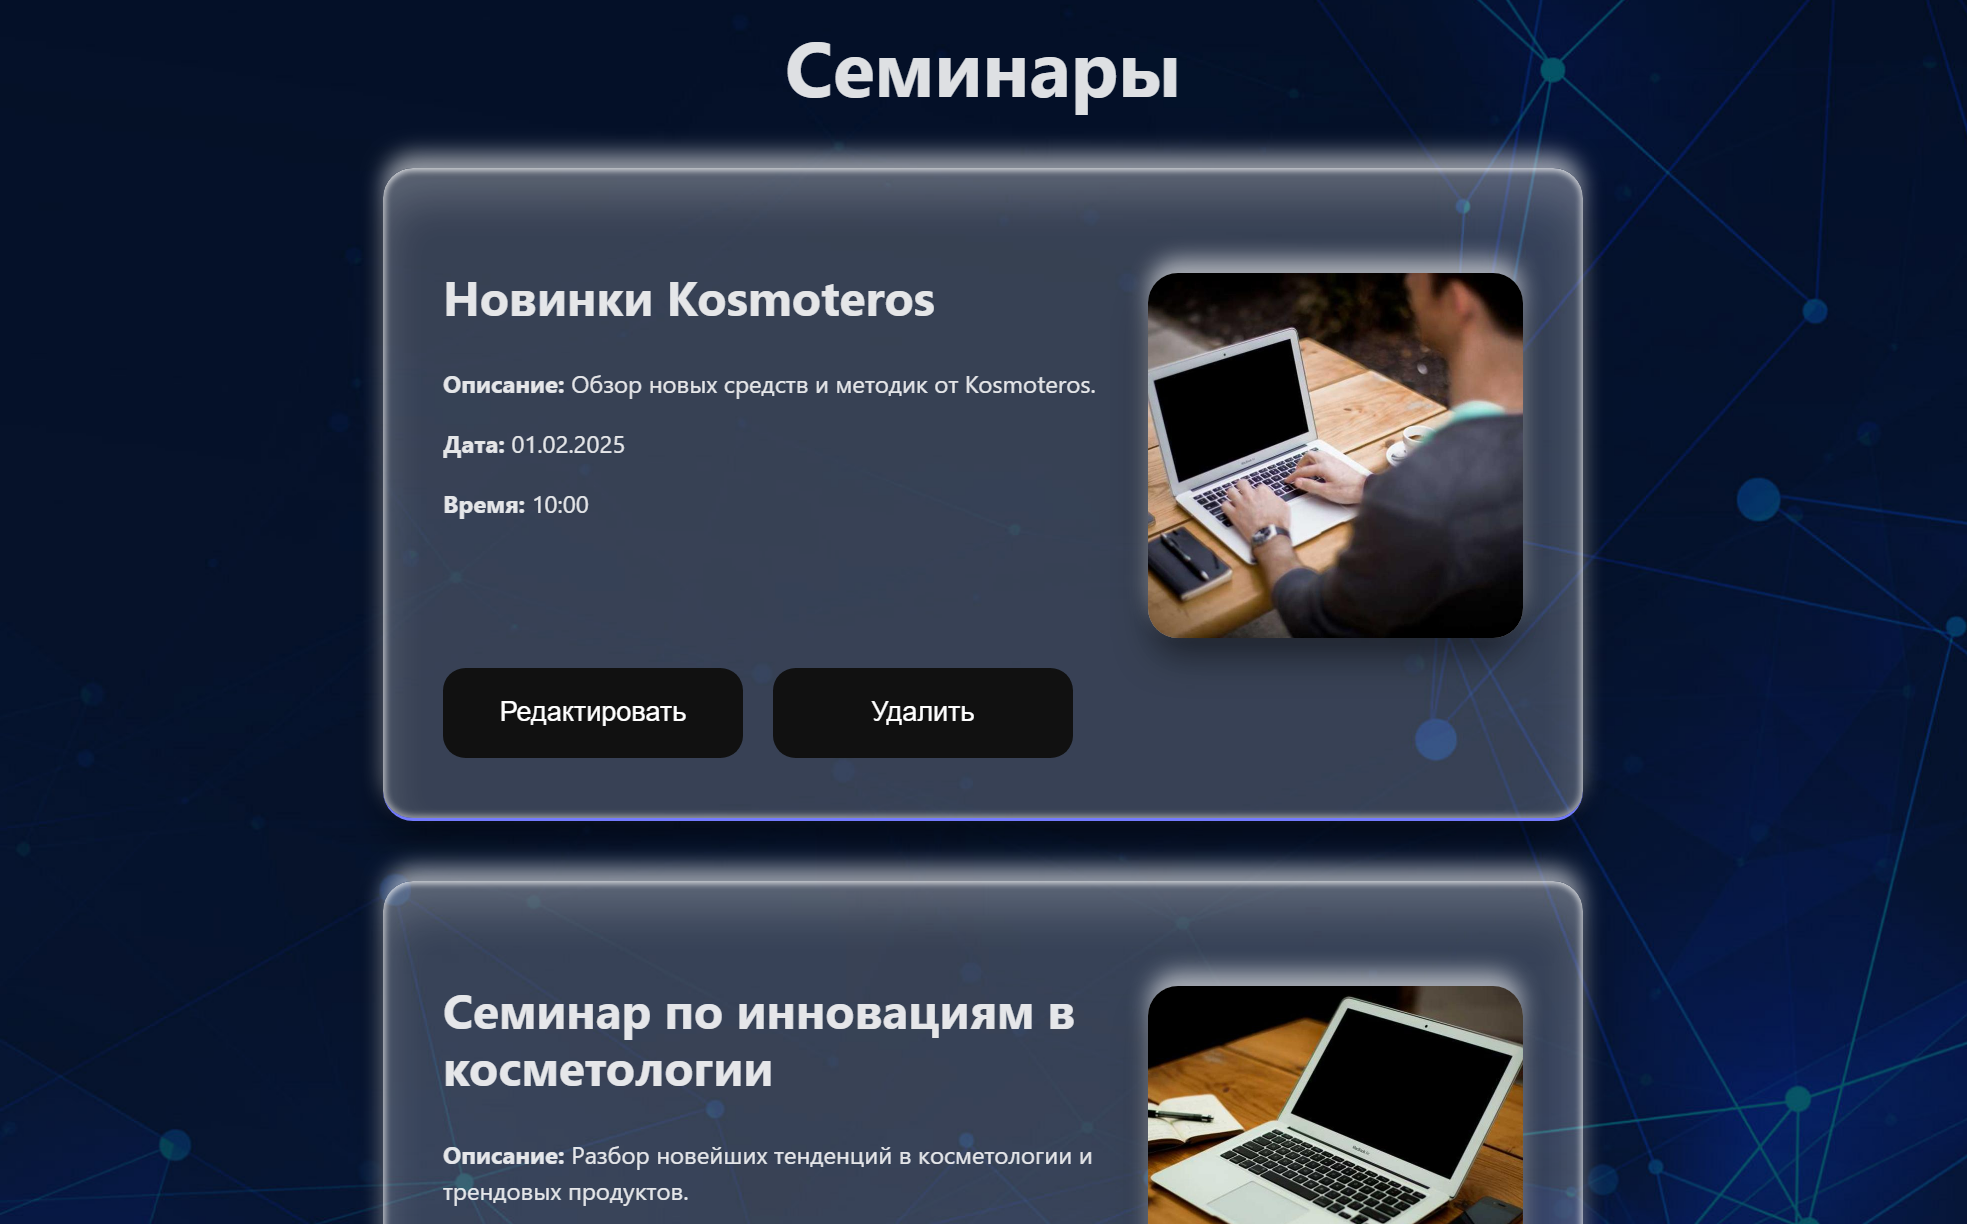 Семинары
Новинки Kosmoteros
Описание: Обзор новых средств и методик от Kosmoteros.
Дата: 01.02.2025
Время: 10:00
Редактировать
Удалить
Семинар по инновациям в
косметологии
Описание: Разбор новейших тенденций в косметологии и
трендовых продуктов.